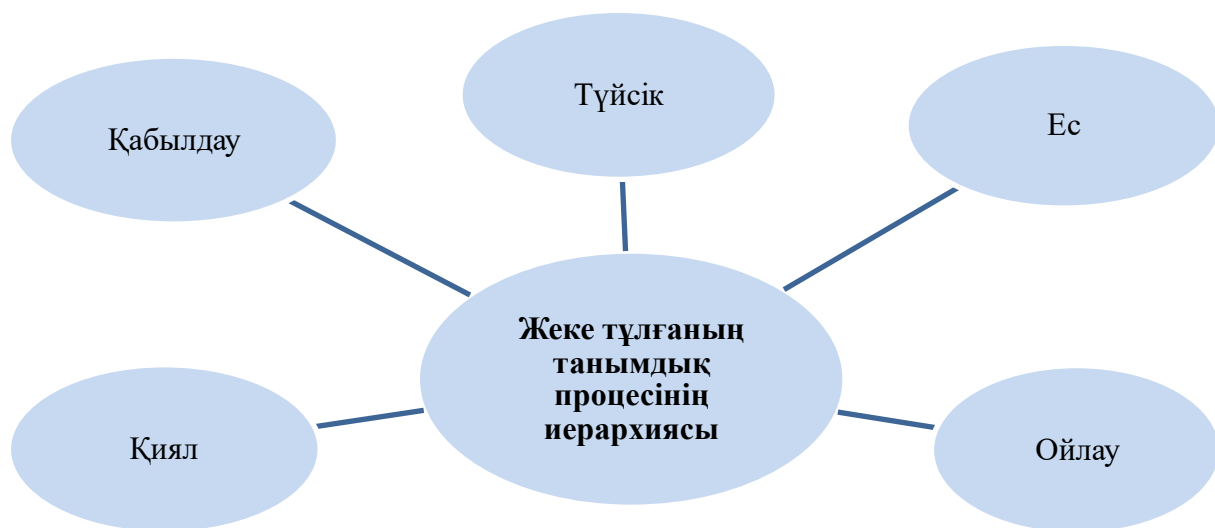 Түйсік
Қабылдау
Ес
Жеке тұлғаның
танымдық
процесінің
иерархиясы
Қиял
Ойлау